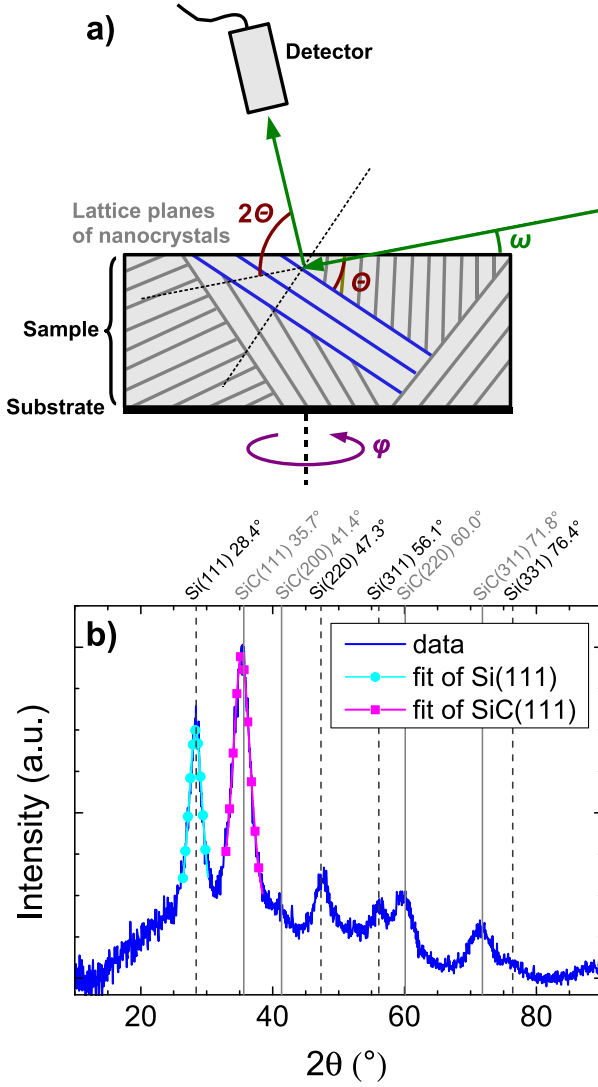 a)
Detector
Lattice planes
of nanocrystals
2Θ
ω
Θ
Sample
Substrate
φ
Si(111) 28.4°
SiC(111) 35.7°
SiC(200) 41.4°
Si(220) 47.3°
Si(311) 56.1°
SiC(220) 60.0°
SiC(311) 71.8°
Si(331) 76.4°
b)
data
fit of Si(111)
fit of SiC(111)
Intensity (a.u.)
20 40 60 80
2θ (°)